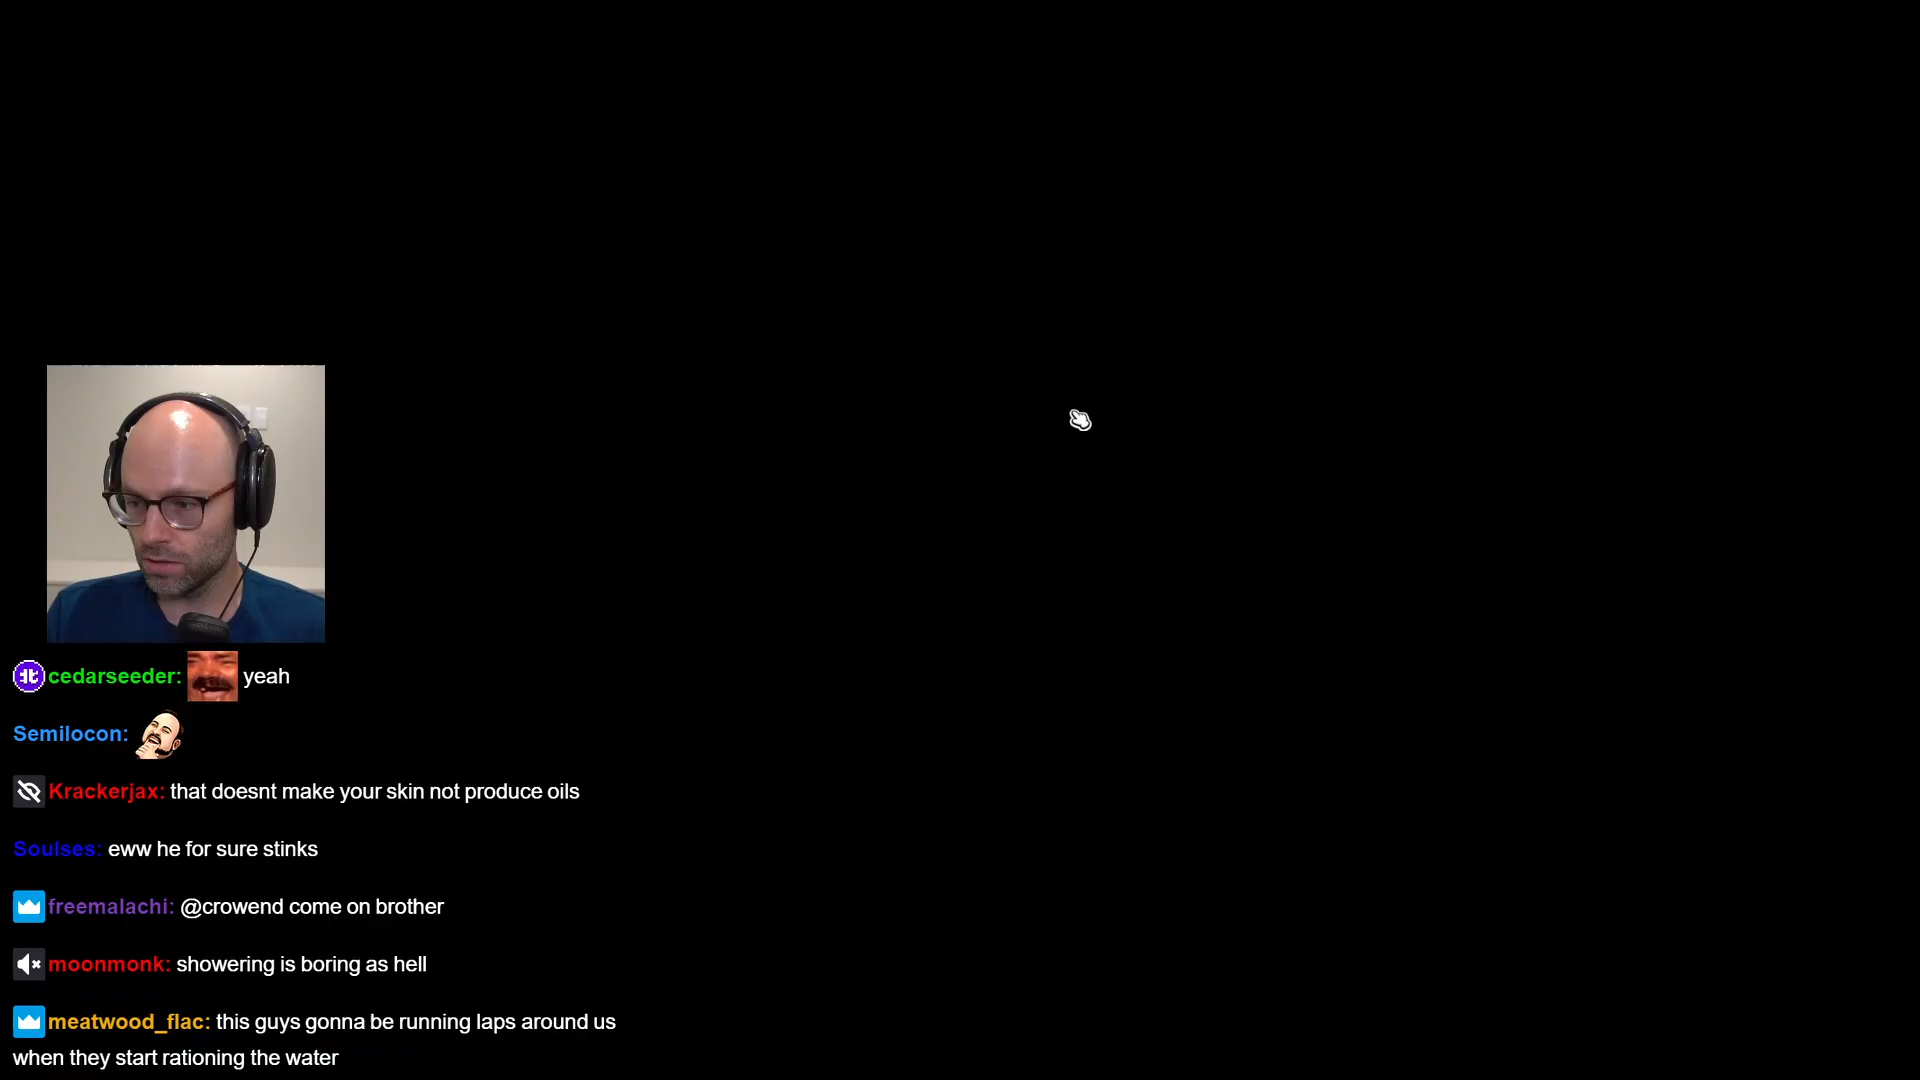 cedarseeder: yeah
Semilocon:
Krackerjax: that doesnt make your skin not produce oils
Soulses: eww he for sure stinks
freemalachi: @crowend come on brother
moonmonk: showering is boring as hell
meatwood_flac: this guys gonna be running laps around us
when they start rationing the water